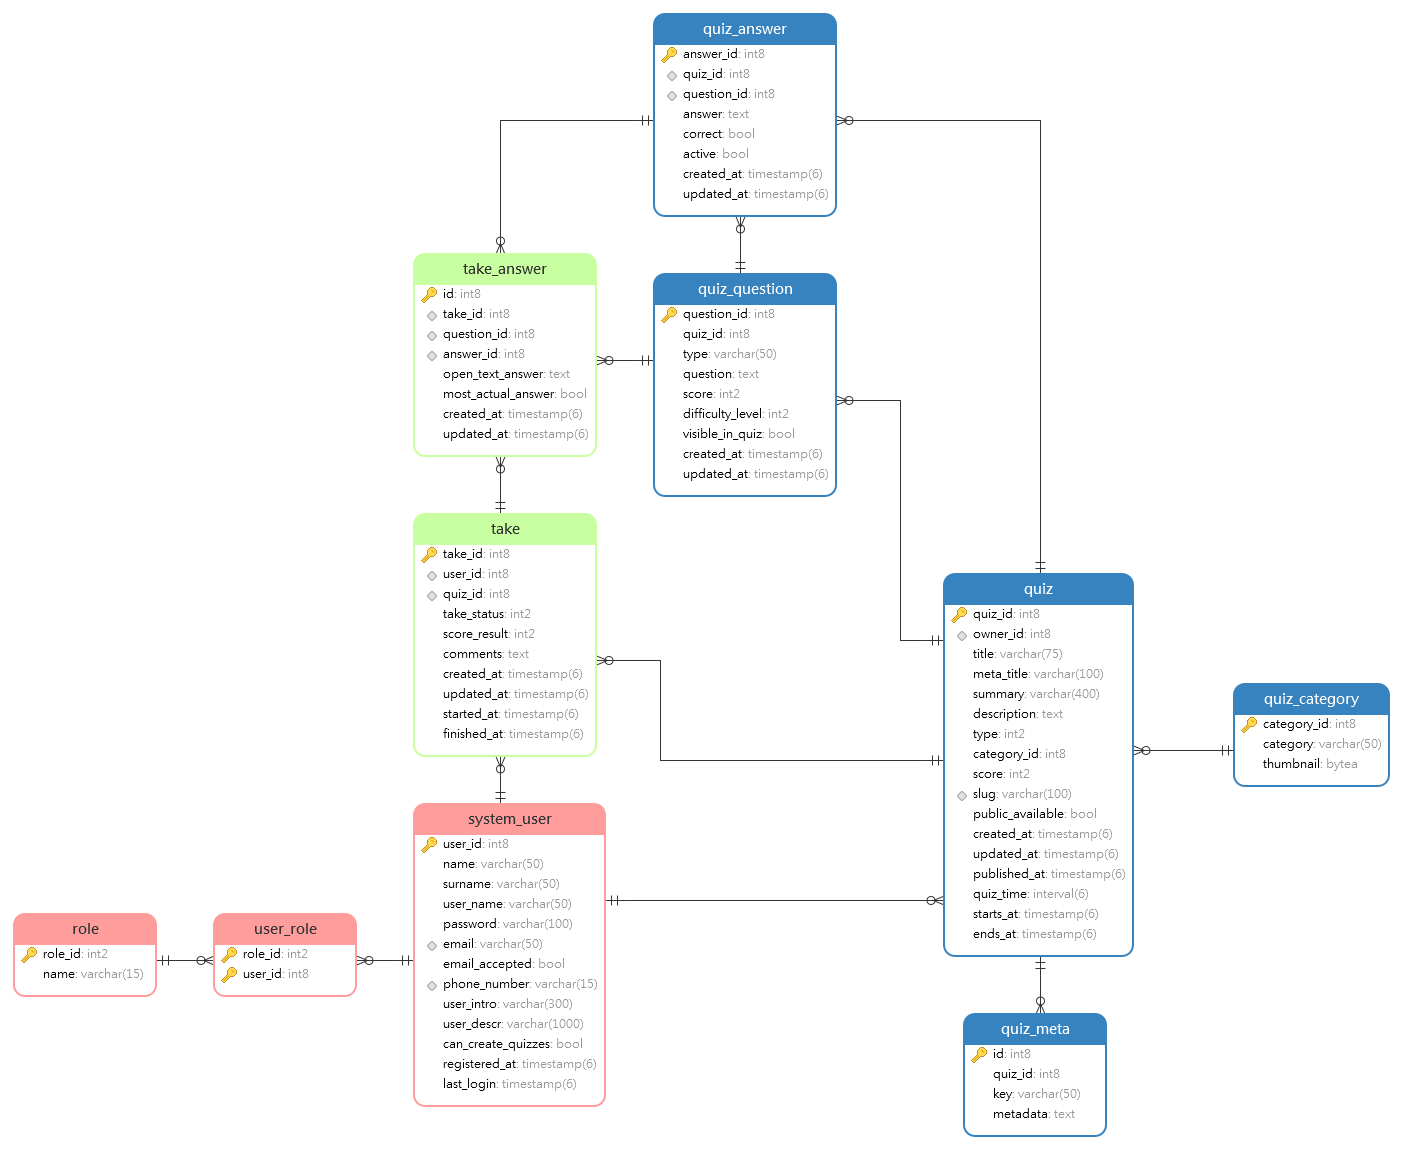 quiz_answer
answer_id: int8
quiz_id: int8
question_id: int8
answer: text
correct: bool
active: bool
created_at: timestamp(6)
updated_at: timestamp(6)
take_answer
id: int8
take_id: int8
question_id: int8
answer_id: int8
open_text_answer: text
most_actual_answer: bool
created_at: timestamp(6)
updated_at: timestamp(6)
quiz_question
question_id: int8
quiz_id: int8
type: varchar(50)
question: text
score: int2
difficulty_level: int2
visible_in_quiz: bool
created_at: timestamp(6)
updated_at: timestamp(6)
take
take_id: int8
user_id: int8
quiz_id: int8
take_status: int2
score_result: int2
comments: text
created_at: timestamp(6)
updated_at: timestamp(6)
started_at: timestamp(6)
finished_at: timestamp(6)
quiz
quiz_id: int8
owner_id: int8
title: varchar(75)
meta_title: varchar(100)
summary: varchar(400)
description: text
type: int2
category_id: int8
score: int2
slug: varchar(100)
public_available: bool
created_at: timestamp(6)
updated_at: timestamp(6)
published_at: timestamp(6)
quiz_time: interval(6)
starts_at: timestamp(6)
ends_at: timestamp(6)
quiz_category
category_id: int8
category: varchar(50)
thumbnail: bytea
system_user
user_id: int8
name: varchar(50)
surname: varchar(50)
user_name: varchar(50)
password: varchar(100)
email: varchar(50)
email_accepted: bool
phone_number: varchar(15)
user_intro: varchar(300)
user_descr: varchar(1000)
can_create_quizzes: bool
registered_at: timestamp(6)
last_login: timestamp(6)
role
role_id: int2
name: varchar(15)
user_role
role_id: int2
user_id: int8
quiz_meta
id: int8
quiz_id: int8
key: varchar(50)
metadata: text